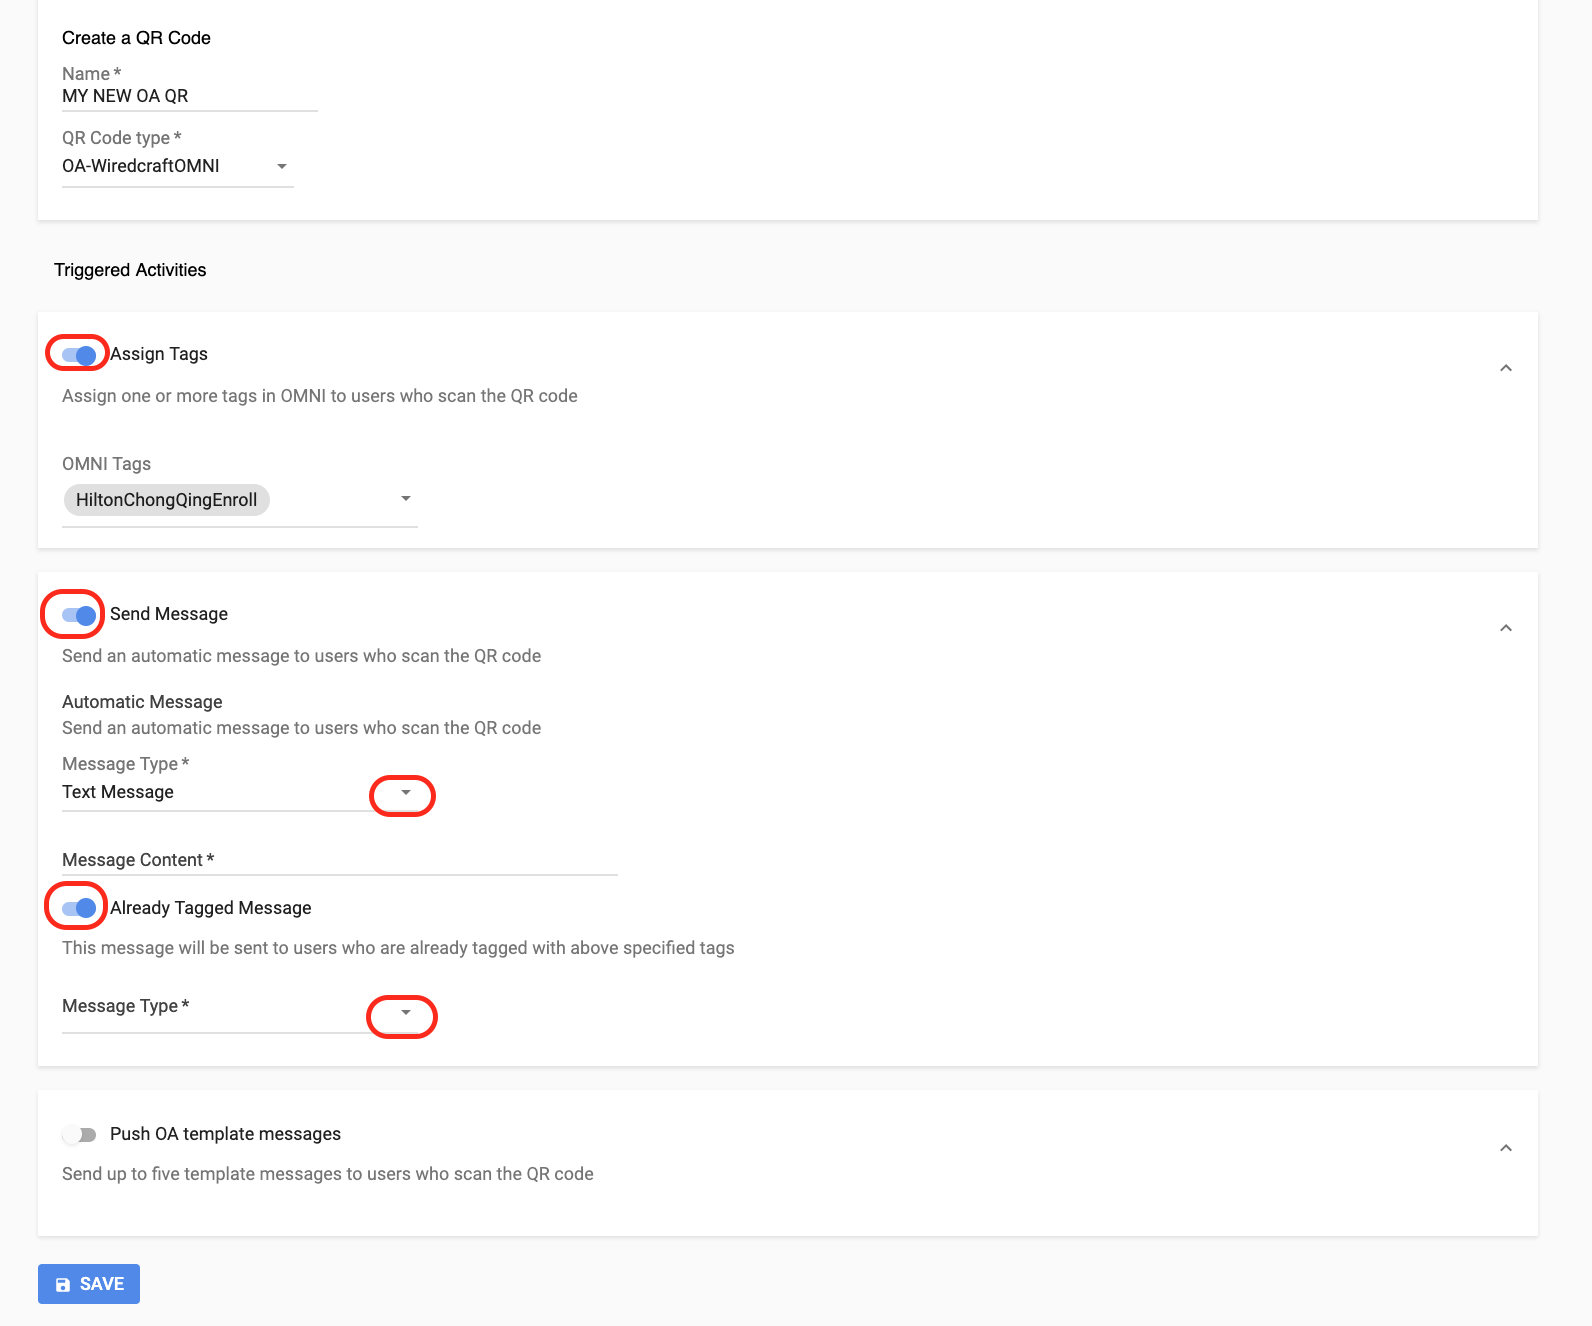 Create a QR Code
Name *
MY NEW OA QR
QR Code type *
OA-WiredcraftOMNI
Triggered Activities
Assign Tags
Assign one or more tags in OMNI to users who scan the QR code
OMNI Tags
HiltonChongQingEnroll
Send Message
Send an automatic message to users who scan the QR code
Automatic Message
Send an automatic message to users who scan the QR code
Message Type *
Text Message
Message Content *
Already Tagged Message
This message will be sent to users who are already tagged with above specified tags
Message Type *
Push OA template messages
Send up to five template messages to users who scan the QR code
SAVE